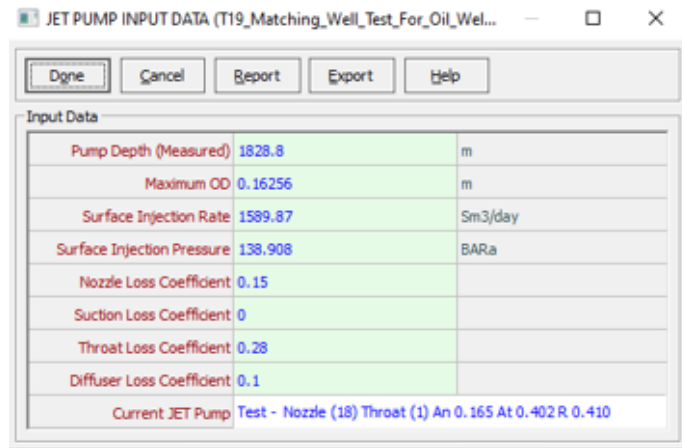 JET PUMP INPUT DATA (T19_Matching_Well_Test_For_Oil_Wel...
Done Cancel Report Export Help
Input Data
Pump Depth (Measured) 1828.8 m
Maximum OD 0.16256 m
Surface Injection Rate 1589.87 Sm3/day
Surface Injection Pressure 138.908 BARa
Nozzle Loss Coefficient 0.15
Suction Loss Coefficient 0
Throat Loss Coefficient 0.28
Diffuser Loss Coefficient 0.1
Current JET Pump Test - Nozzle (18) Throat (1) An 0.165 At 0.402 R 0.410